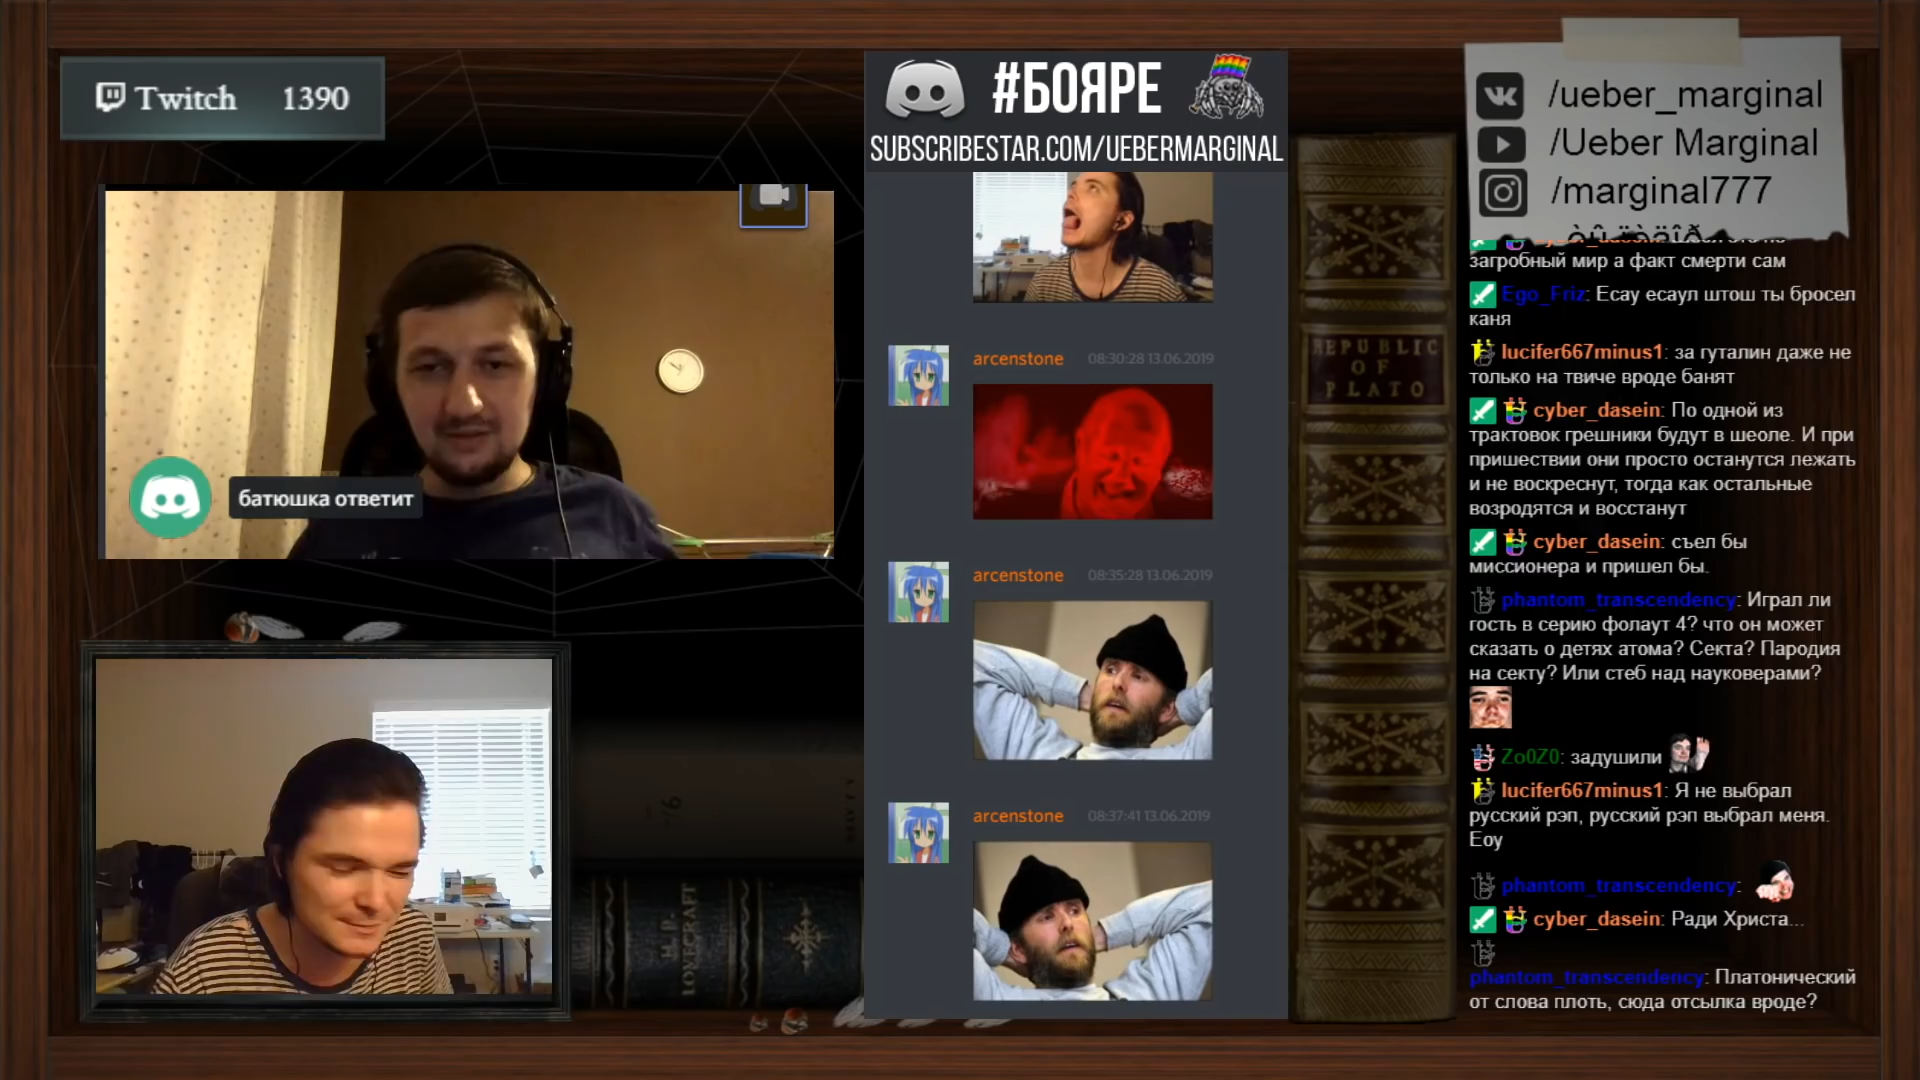 Twitch 1390
батюшка ответит
#БОЯРЕ
SUBSCRIBESTAR.COM/UEBERMARGINAL
arcenstone 08:30:28 13.06.2019
arcenstone 08:35:28 13.06.2019
arcenstone 08:37:41 13.06.2019
REPUBLIC
OF
PLATO
H. P.
LOVECRAFT
/ueber_marginal
/Ueber Marginal
/marginal777
загробный мир а факт смерти сам
Ego_Friz: Есау есаул штош ты бросел
каня
lucifer667minus1: за гуталин даже не
только на твиче вроде банят
cyber_dasein: По одной из
трактовок грешники будут в шеоле. И при
пришествии они просто останутся лежать
и не воскреснут, тогда как остальные
возродятся и восстанут
cyber_dasein: съел бы
миссионера и пришел бы.
phantom_transcendency: Играл ли
гость в серию фолаут 4? что он может
сказать о детях атома? Секта? Пародия
на секту? Или стеб над науковерами?
Zo0Z0: задушили
lucifer667minus1: Я не выбрал
русский рэп, русский рэп выбрал меня.
Еоу
phantom_transcendency:
cyber_dasein: Ради Христа...
phantom_transcendency: Платонический
от слова плоть, сюда отсылка вроде?